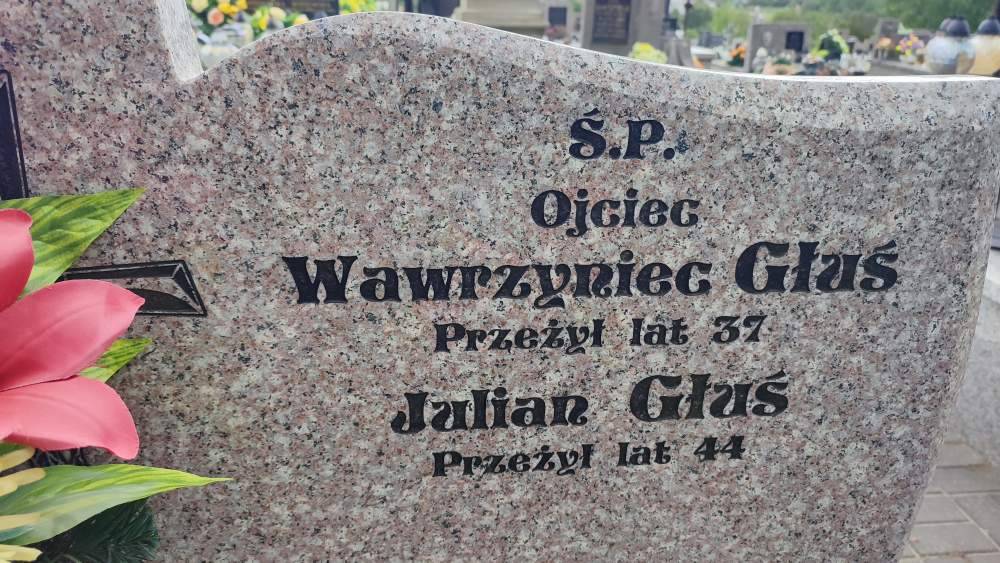 Ś.P.
Ojciec
Wawrzyniec Głuś
Przeżył lat 37
Julian Głuś
Przeżył lat 44